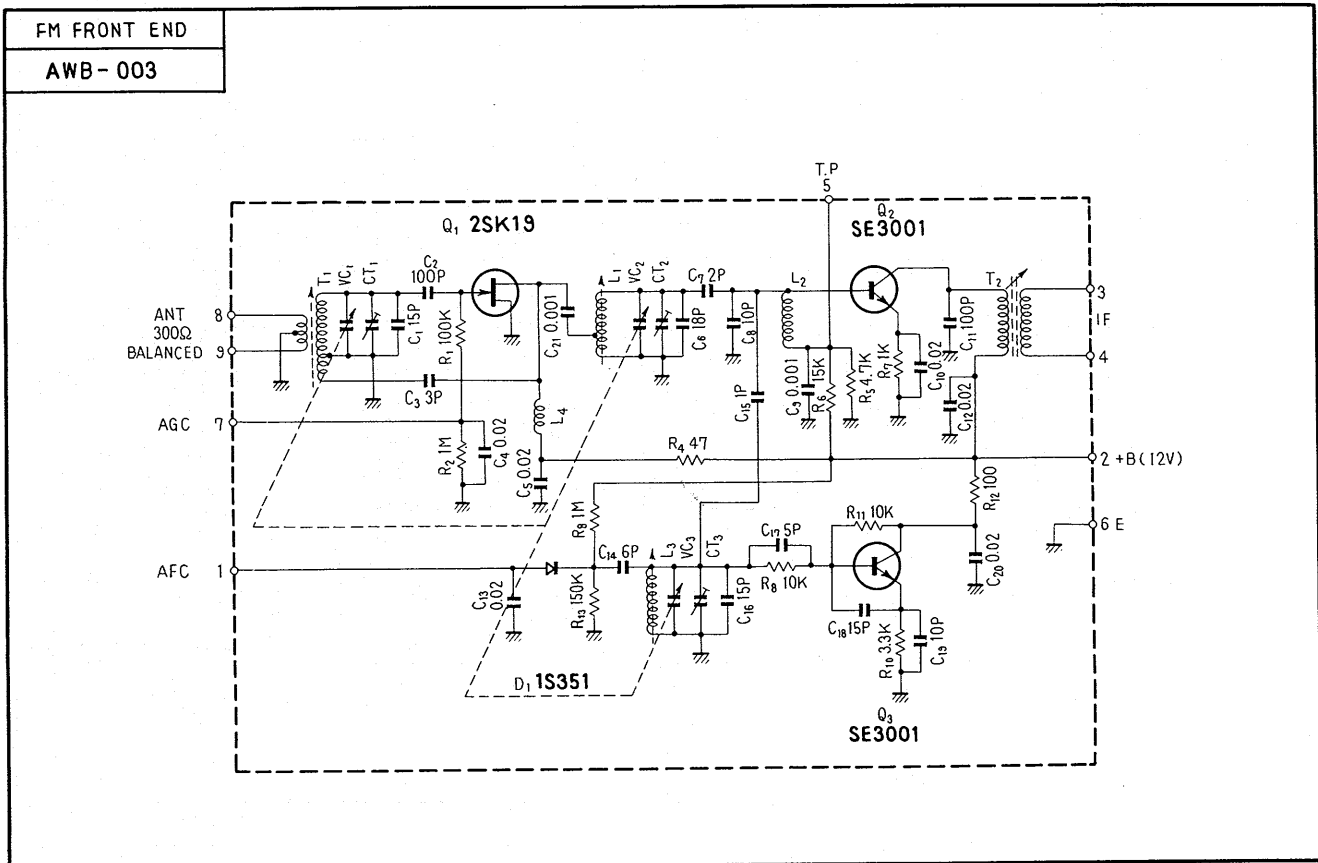 FM FRONT END
AWB-003
T.P
5
Q1 2SK19
Q2
SE3001
T1
VC1
CT1
C2
100P
C1 15P
R1 100K
C21 0.001
L1
VC2
CT2
C7 2P
C6 18P
C8 10P
L2
T2
C11 100P
3
IF
4
ANT
300Ω
BALANCED
8
9
C3 3P
L4
C15 1P
C9 0.001
R6 15K
R5 4.7K
R7 1K
C10 0.02
C12 0.02
AGC 7
R2 1M
C4 0.02
C5 0.02
R4 47
2 +B(12V)
R12 100
R8 1M
R11 10K
6 E
AFC 1
C13
0.02
C14 6P
R13 150K
L3
VC3
CT3
C16 15P
C17 5P
R8 10K
C20 0.02
C18 15P
R10 3.3K
C19 10P
D1 1S351
Q3
SE3001